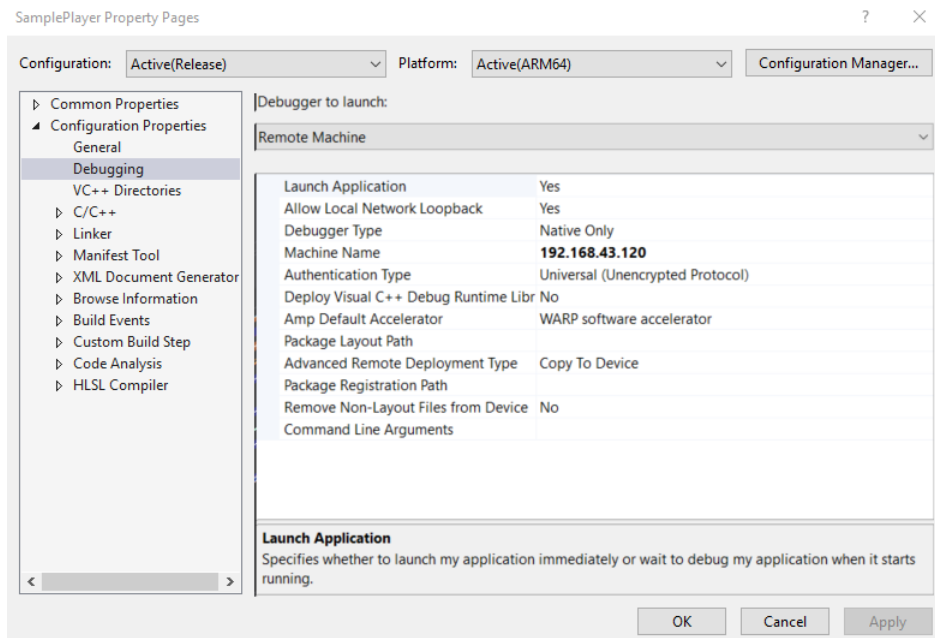 SamplePlayer Property Pages ? ×
Configuration: Active(Release) Platform: Active(ARM64) Configuration Manager...
Common Properties
Configuration Properties
General
Debugging
VC++ Directories
C/C++
Linker
Manifest Tool
XML Document Generator
Browse Information
Build Events
Custom Build Step
Code Analysis
HLSL Compiler
Debugger to launch:
Remote Machine
Launch Application Yes
Allow Local Network Loopback Yes
Debugger Type Native Only
Machine Name 192.168.43.120
Authentication Type Universal (Unencrypted Protocol)
Deploy Visual C++ Debug Runtime Libr No
Amp Default Accelerator WARP software accelerator
Package Layout Path
Advanced Remote Deployment Type Copy To Device
Package Registration Path
Remove Non-Layout Files from Device No
Command Line Arguments
Launch Application
Specifies whether to launch my application immediately or wait to debug my application when it starts
running.
OK Cancel Apply